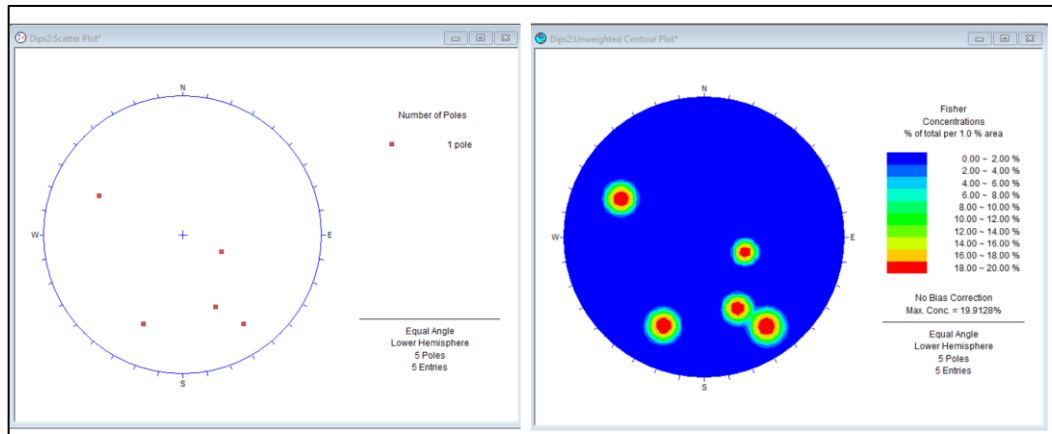 Dips2:Scatter Plot*
N
W
E
S
Number of Poles
1 pole
Equal Angle
Lower Hemisphere
5 Poles
5 Entries
Dips2:Unweighted Contour Plot*
N
W
E
S
Fisher
Concentrations
% of total per 1.0 % area
0.00 ~ 2.00 %
2.00 ~ 4.00 %
4.00 ~ 6.00 %
6.00 ~ 8.00 %
8.00 ~ 10.00 %
10.00 ~ 12.00 %
12.00 ~ 14.00 %
14.00 ~ 16.00 %
16.00 ~ 18.00 %
18.00 ~ 20.00 %
No Bias Correction
Max. Conc. = 19.9128%
Equal Angle
Lower Hemisphere
5 Poles
5 Entries